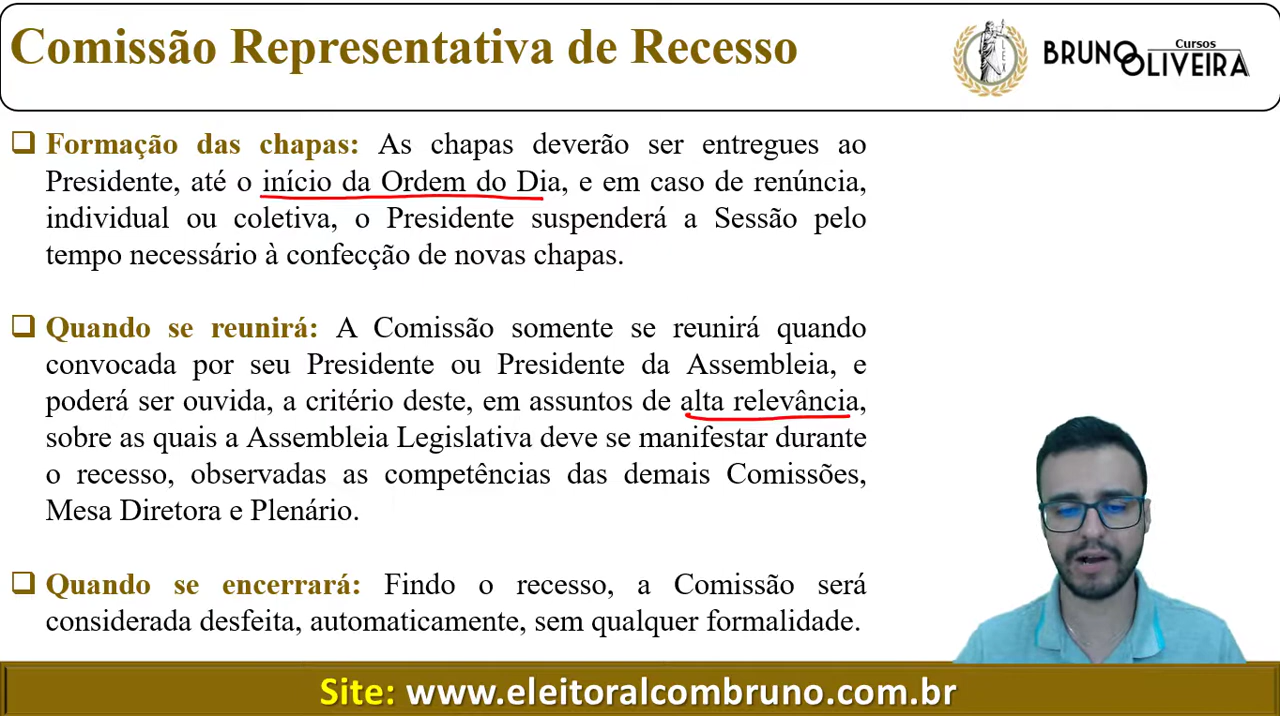 Comissão Representativa de Recesso
Cursos
BRUNO
OLIVEIRA
LEX
Formação das chapas: As chapas deverão ser entregues ao
Presidente, até o início da Ordem do Dia, e em caso de renúncia,
individual ou coletiva, o Presidente suspenderá a Sessão pelo
tempo necessário à confecção de novas chapas.
Quando se reunirá: A Comissão somente se reunirá quando
convocada por seu Presidente ou Presidente da Assembleia, e
poderá ser ouvida, a critério deste, em assuntos de alta relevância,
sobre as quais a Assembleia Legislativa deve se manifestar durante
o recesso, observadas as competências das demais Comissões,
Mesa Diretora e Plenário.
Quando se encerrará: Findo o recesso, a Comissão será
considerada desfeita, automaticamente, sem qualquer formalidade.
Site: www.eleitoralcombruno.com.br